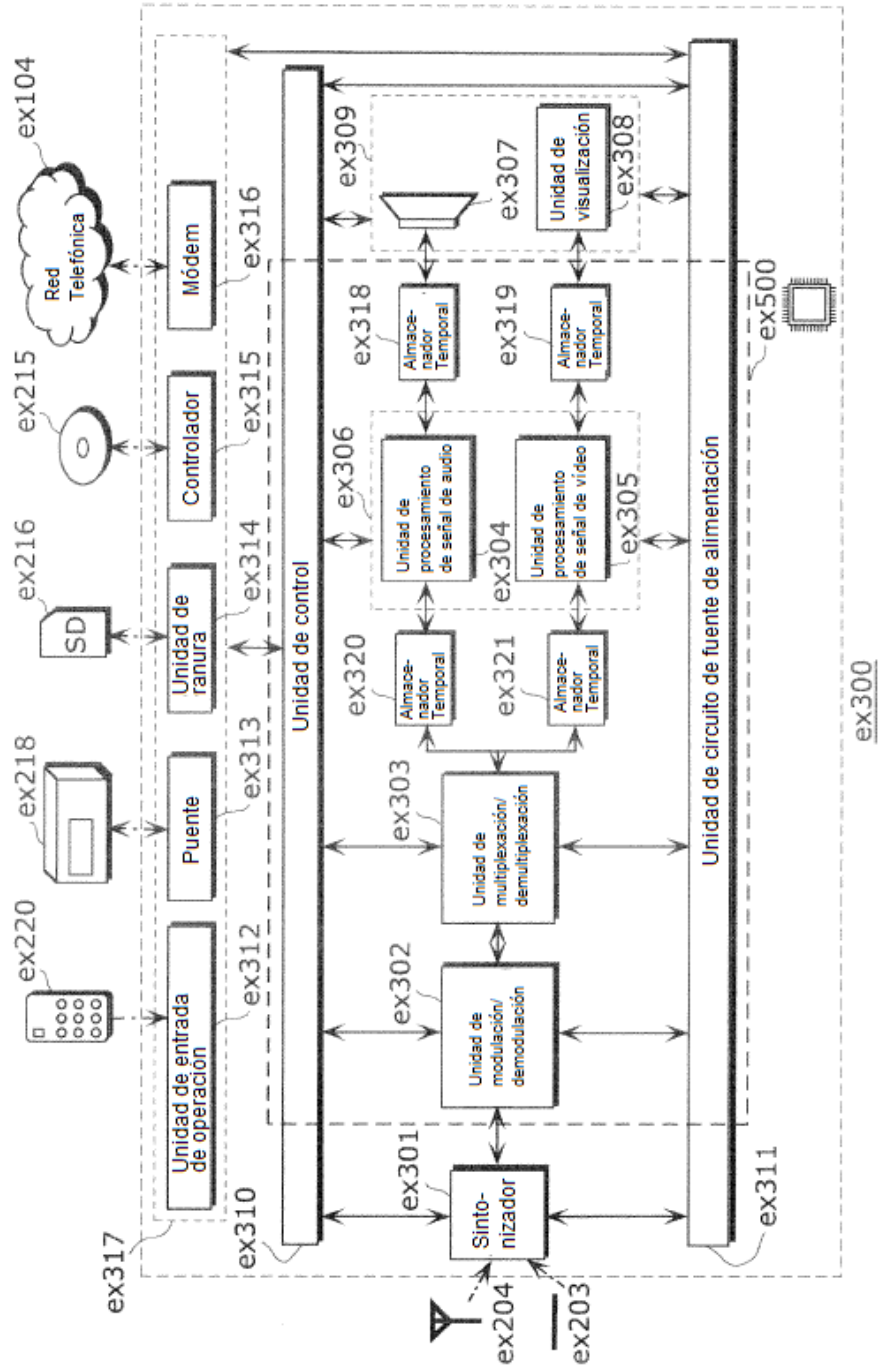 ex220
ex218
ex216
SD
ex215
ex104
Red
Telefónica
ex317
Unidad de entrada
de operación
ex312
Puente
ex313
Unidad de
ranura
ex314
Controlador
ex315
Módem
ex316
ex310
Unidad de control
ex204
ex203
ex301
Sinto-
nizador
ex302
Unidad de
modulación/
demodulación
ex303
Unidad de
multiplexación/
demultiplexación
ex320
Almace-
nador
Temporal
ex321
Almace-
nador
Temporal
ex306
Unidad de
procesamiento
de señal de audio
ex304
Unidad de
procesamiento
de señal de vídeo
ex305
ex318
Almace-
nador
Temporal
ex319
Almace-
nador
Temporal
ex309
ex307
Unidad de
visualización
ex308
ex311
Unidad de circuito de fuente de alimentación
ex500
ex300